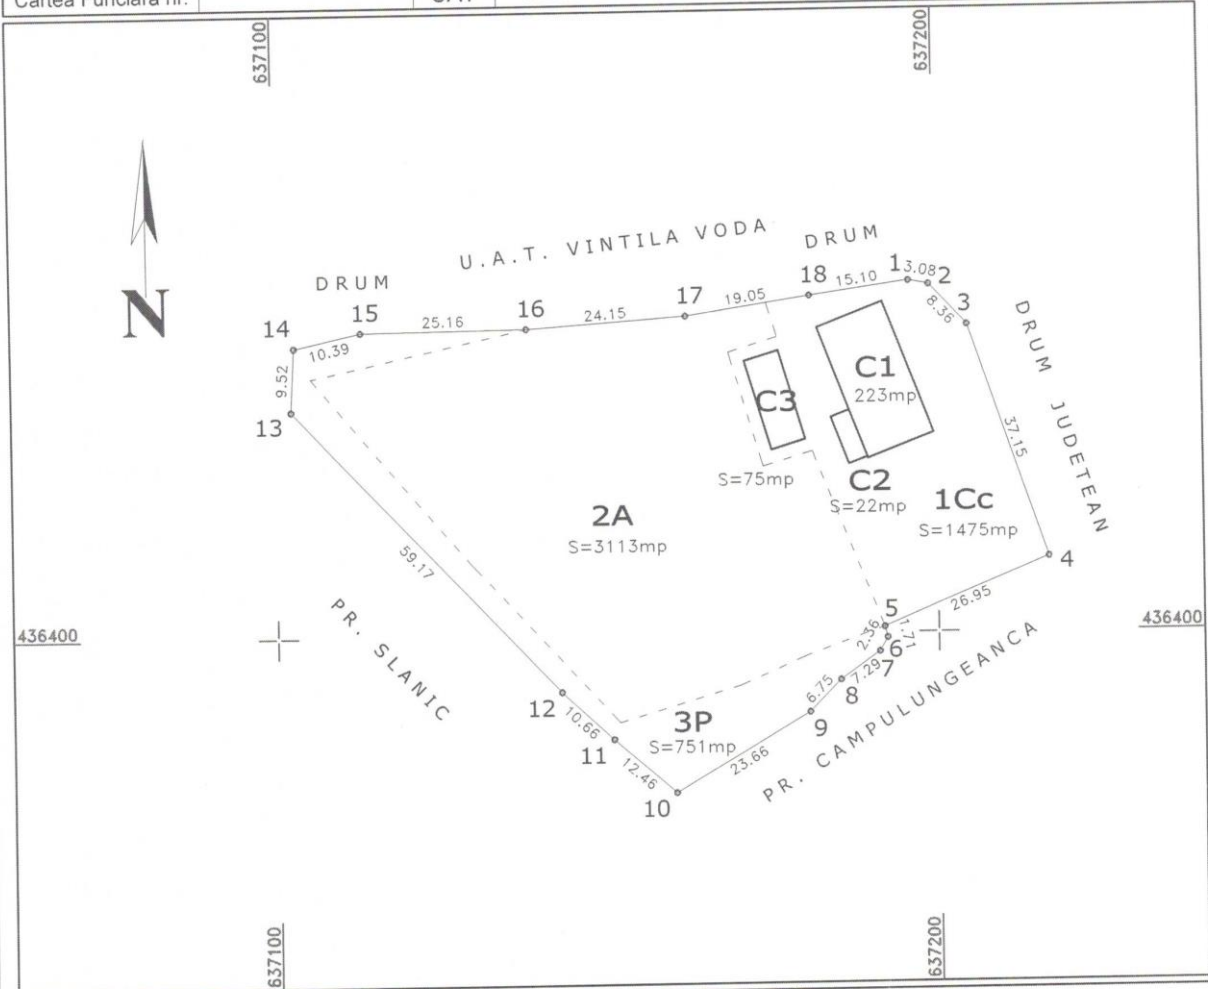 Cartea Funciara nr.
637100
637200
U.A.T. VINTILA VODA
DRUM
DRUM
1
3.08
2
18
15.10
8.36
3
17
19.05
16
24.15
15
25.16
14
10.39
9.52
13
N
C1
223mp
C3
S=75mp
C2
S=22mp
1Cc
S=1475mp
DRUM JUDETEAN
37.15
2A
S=3113mp
59.17
4
26.95
5
1.71
2.36
6
7
7.29
8
6.75
9
436400
436400
PR. SLANIC
PR. CAMPULUNGEANCA
12
10.66
11
12.46
10
23.66
3P
S=751mp
637100
637200